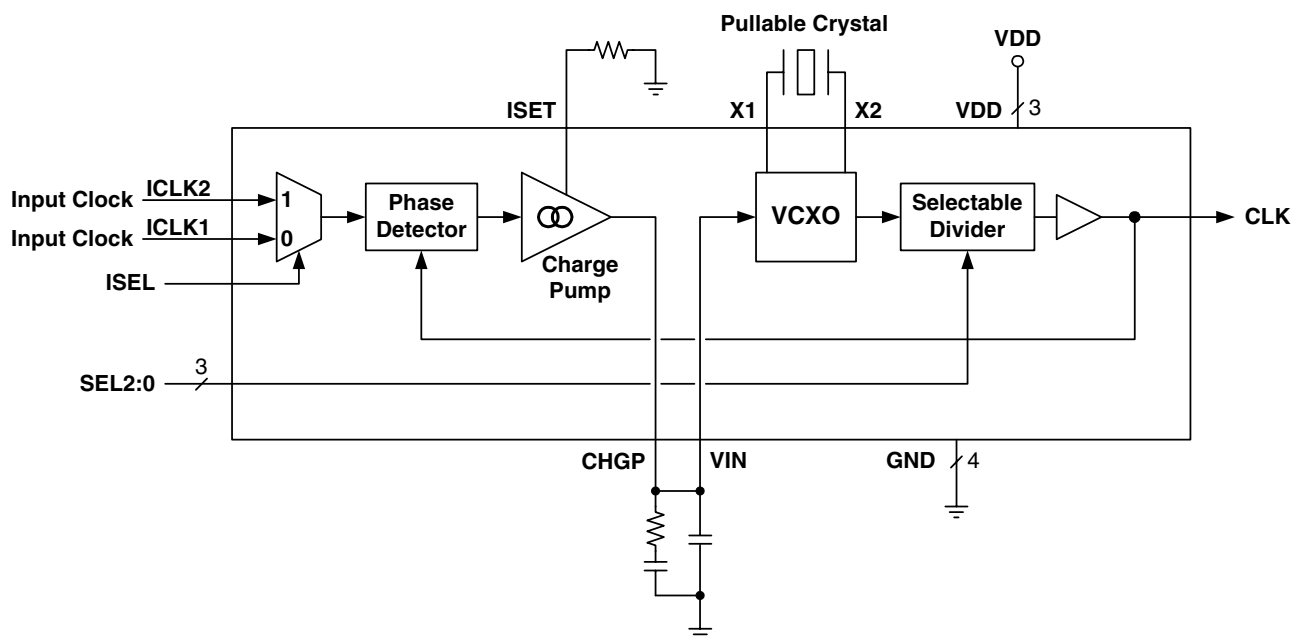 Pullable Crystal
VDD
ISET
X1
X2
VDD
3
Input Clock
ICLK2
1
Input Clock
ICLK1
0
ISEL
Phase
Detector
Charge
Pump
VCXO
Selectable
Divider
CLK
SEL2:0
3
CHGP
VIN
GND
4